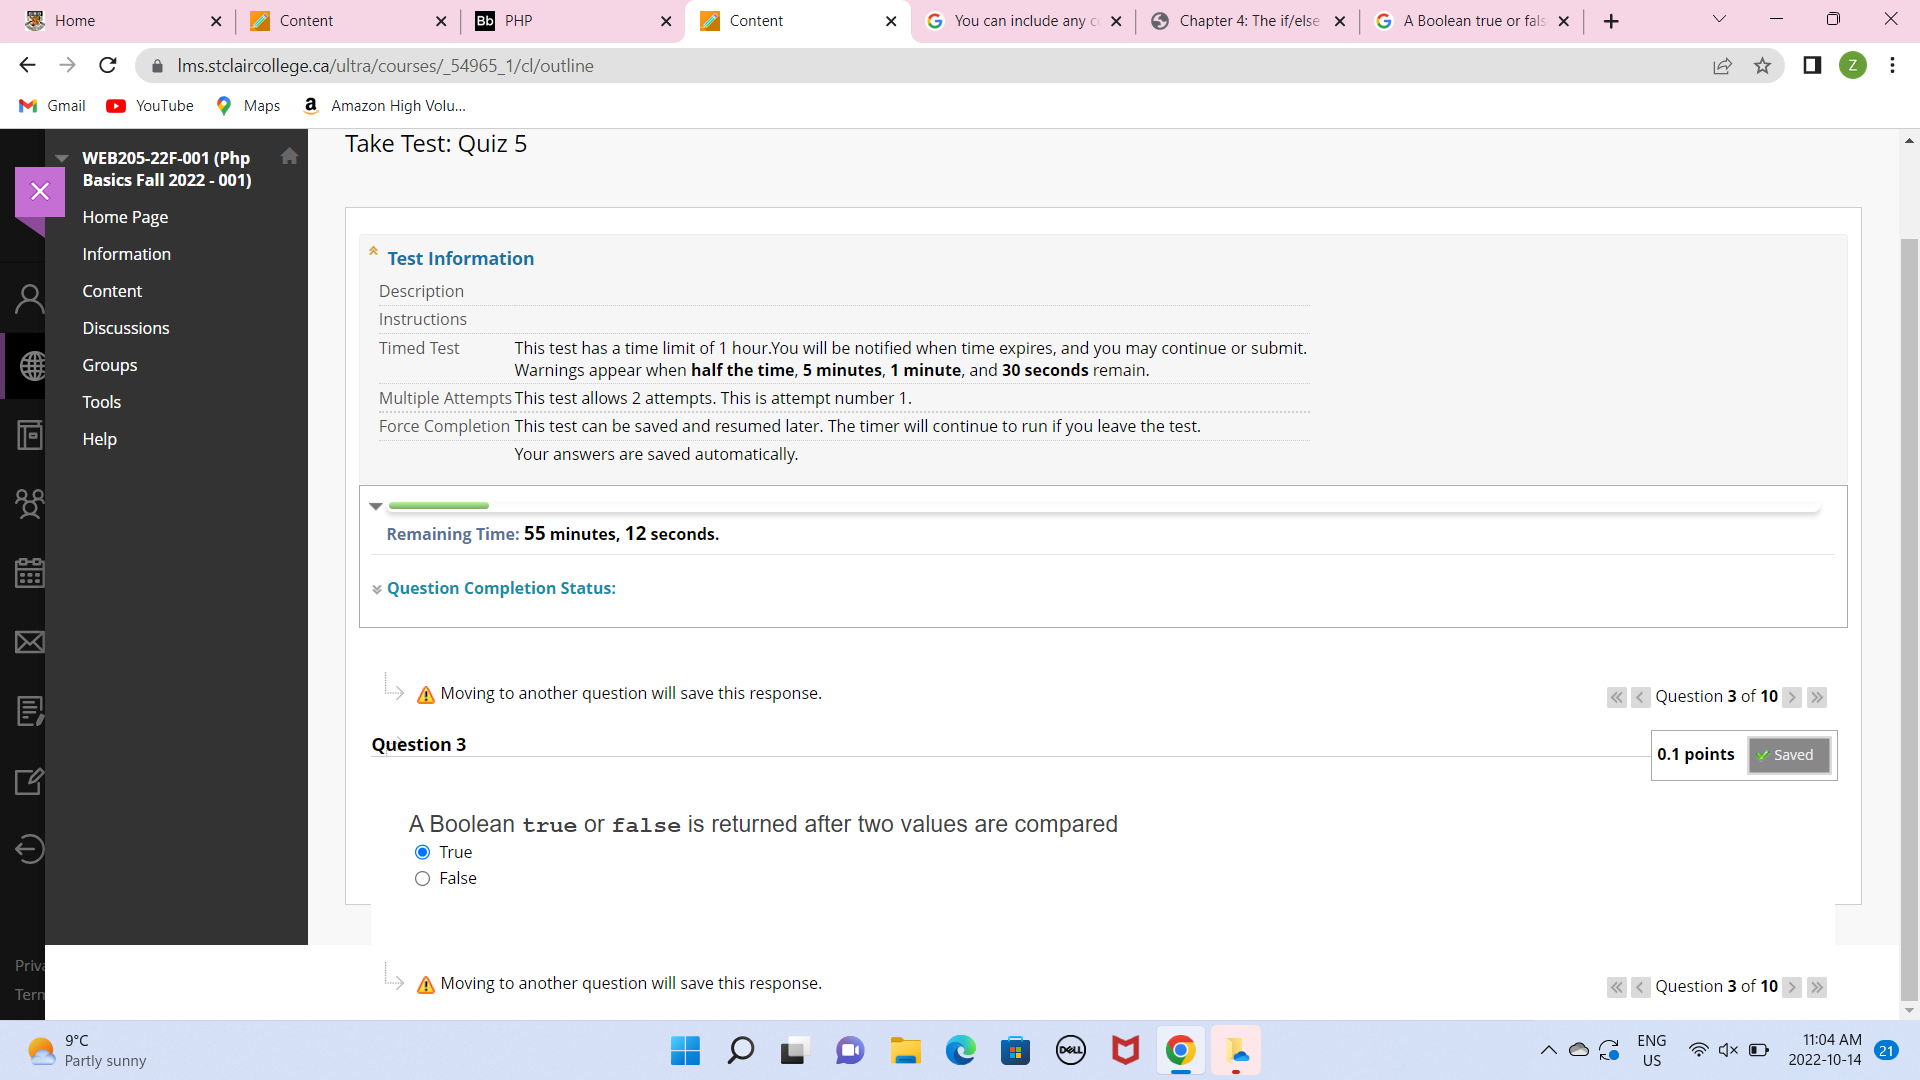 Home
Content
Bb PHP
Content
You can include any c
Chapter 4: The if/else
A Boolean true or fals
lms.stclaircollege.ca/ultra/courses/_54965_1/cl/outline
Z
Gmail
YouTube
Maps
a Amazon High Volu...
WEB205-22F-001 (Php
Basics Fall 2022 - 001)
Home Page
Information
Content
Discussions
Groups
Tools
Help
Priva
Term
Take Test: Quiz 5
Test Information
Description
Instructions
Timed Test This test has a time limit of 1 hour.You will be notified when time expires, and you may continue or submit.
Warnings appear when half the time, 5 minutes, 1 minute, and 30 seconds remain.
Multiple Attempts This test allows 2 attempts. This is attempt number 1.
Force Completion This test can be saved and resumed later. The timer will continue to run if you leave the test.
Your answers are saved automatically.
Remaining Time: 55 minutes, 12 seconds.
Question Completion Status:
Moving to another question will save this response.
Question 3 of 10
Question 3
0.1 points Saved
A Boolean true or false is returned after two values are compared
True
False
Moving to another question will save this response.
Question 3 of 10
9°C
Partly sunny
DELL
ENG
US
11:04 AM
2022-10-14
21